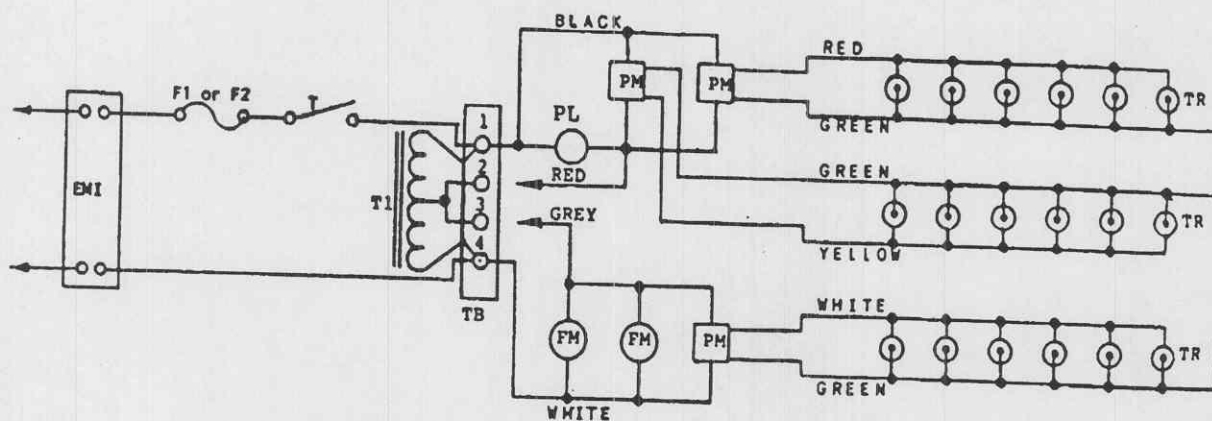 BLACK
RED
PM
PM
TR
F1 or F2
T
PL
1
GREEN
EMI
2
RED
GREEN
T1
3
GREY
TR
4
YELLOW
TB
WHITE
FM
FM
PM
TR
GREEN
WHITE